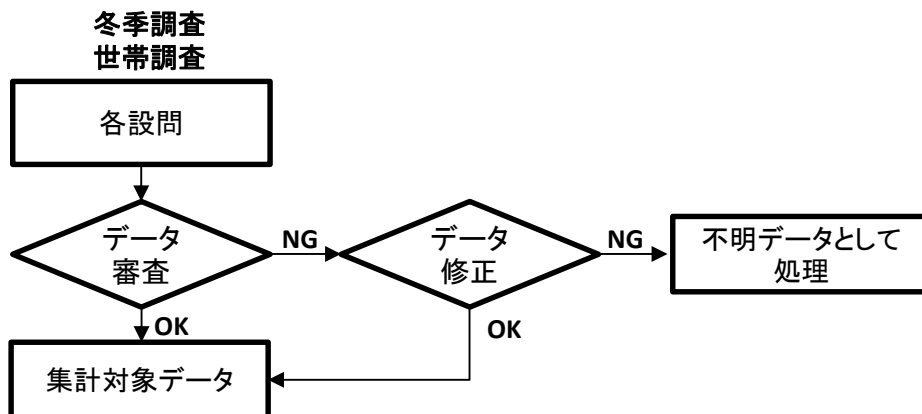 冬季調査
世帯調査
各設問
データ
審査
NG
データ
修正
NG
不明データとして
処理
OK
OK
集計対象データ